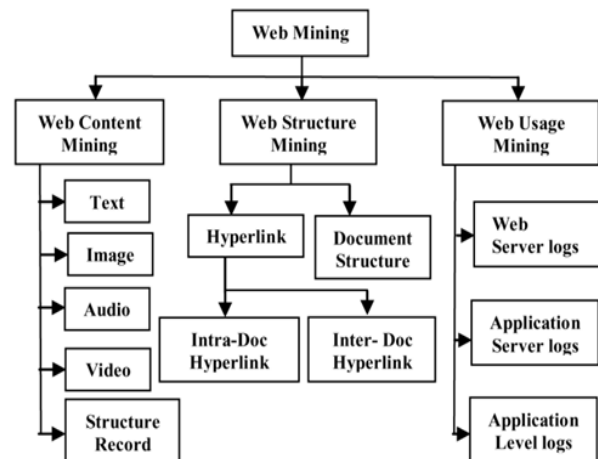 Web Mining
Web Content
Mining
Web Structure
Mining
Web Usage
Mining
Text
Image
Audio
Video
Structure
Record
Hyperlink
Document
Structure
Intra-Doc
Hyperlink
Inter- Doc
Hyperlink
Web
Server logs
Application
Server logs
Application
Level logs